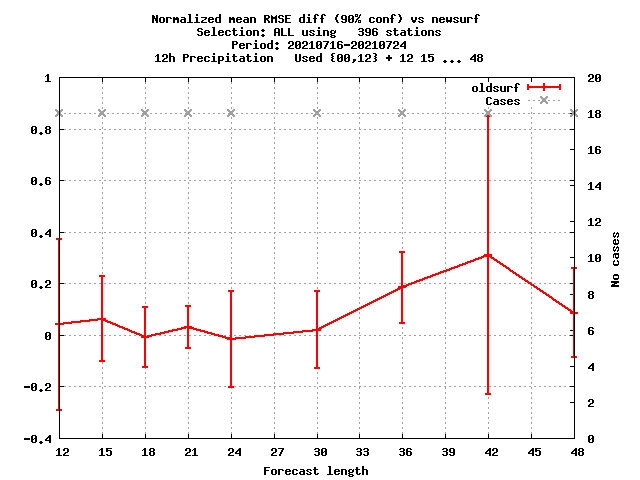 Normalized mean RMSE diff (90% conf) vs newsurf
Selection: ALL using 396 stations
Period: 20210716-20210724
12h Precipitation Used {00,12} + 12 15 ... 48
oldsurf
Cases
1
0.8
0.6
0.4
0.2
0
-0.2
-0.4
20
18
16
14
12
10
8
6
4
2
0
No cases
12 15 18 21 24 27 30 33 36 39 42 45 48
Forecast length